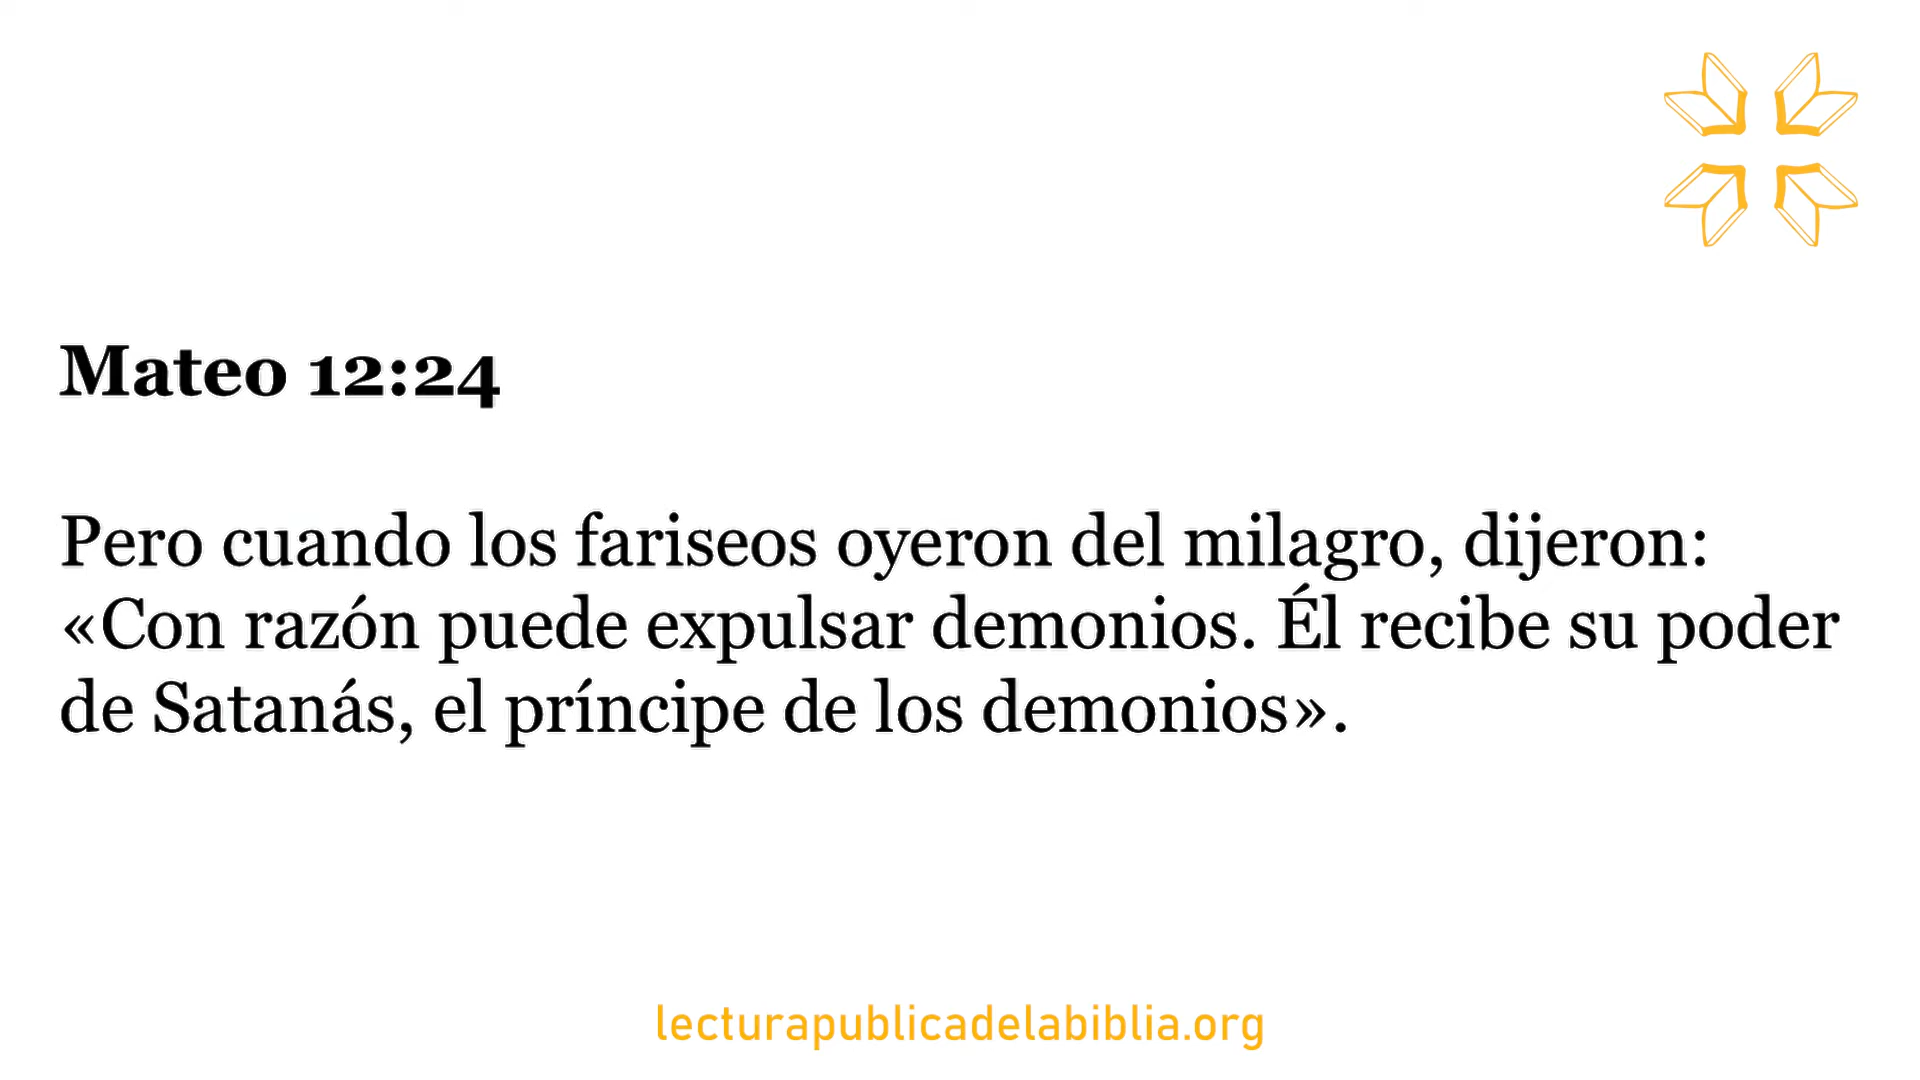 Mateo 12:24
Pero cuando los fariseos oyeron del milagro, dijeron:
«Con razón puede expulsar demonios. Él recibe su poder
de Satanás, el príncipe de los demonios».
lecturapublicadelabiblia.org